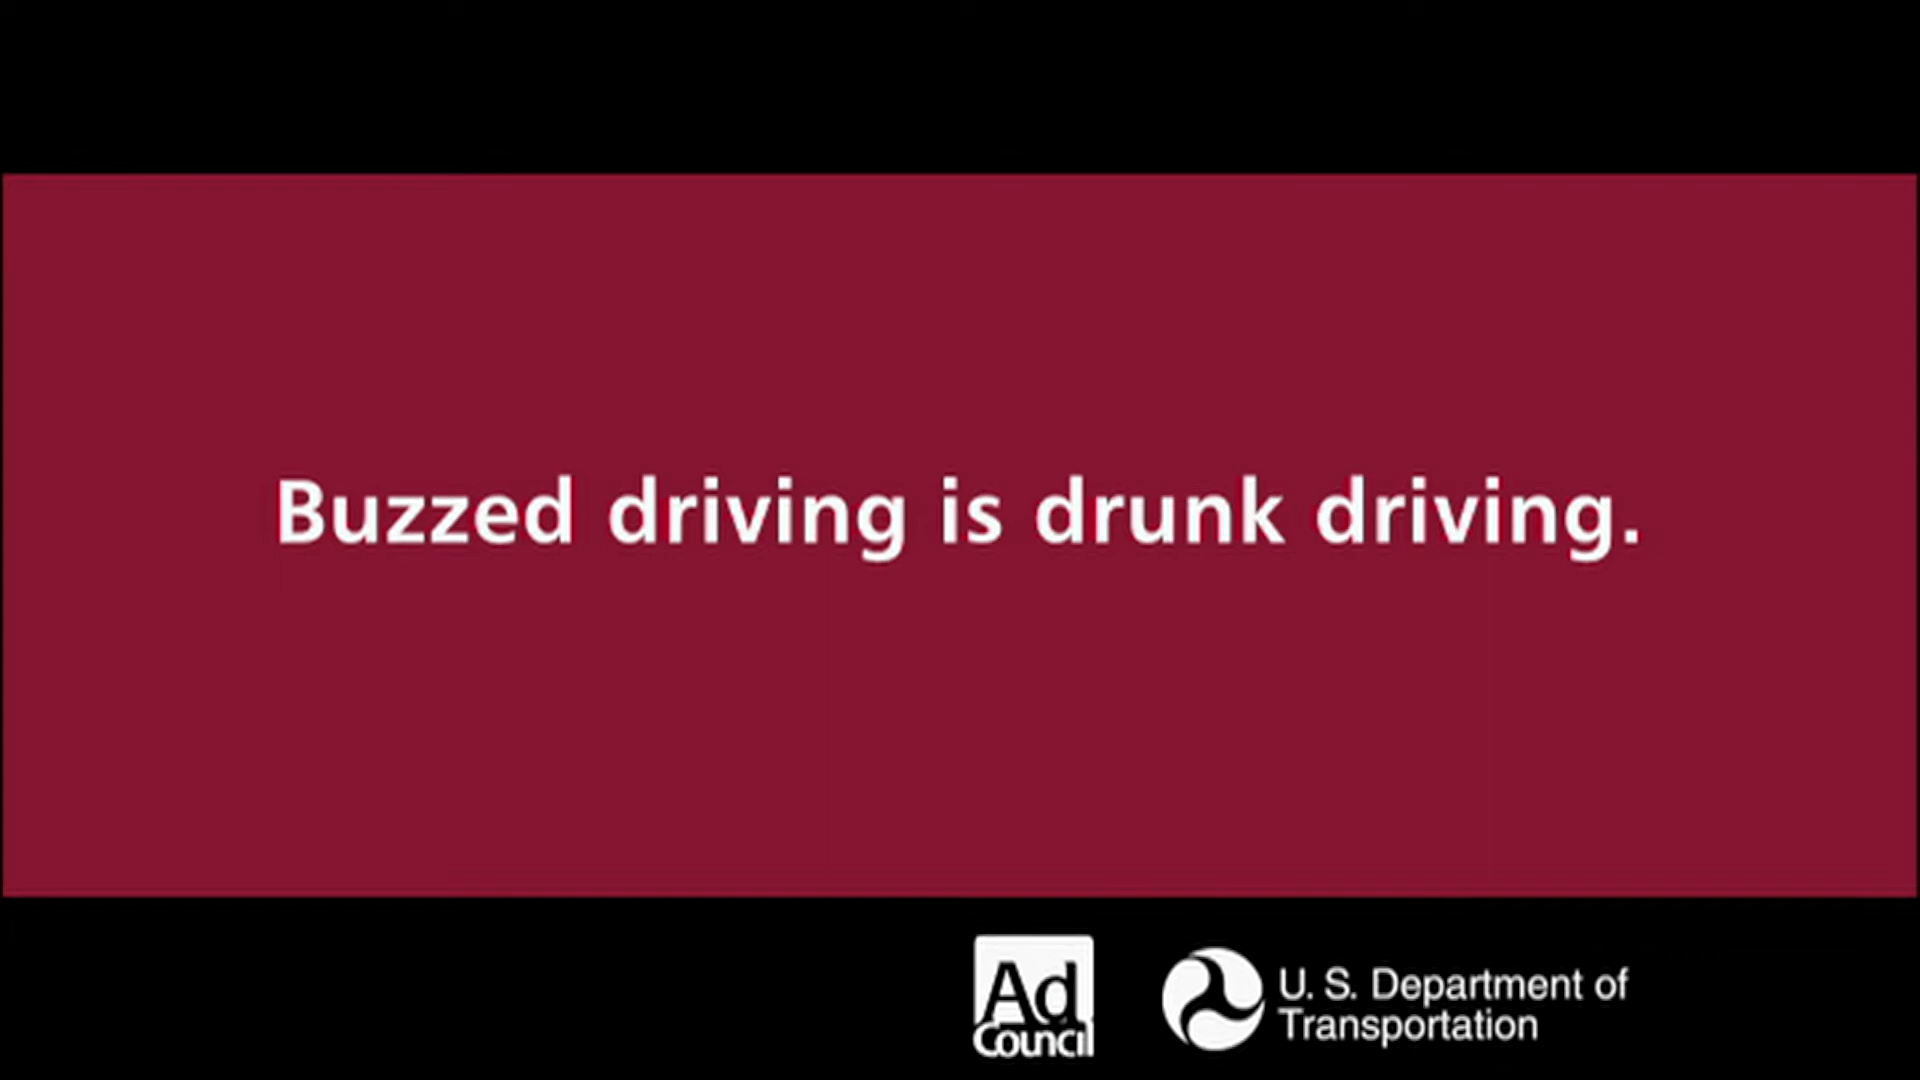 Buzzed driving is drunk driving.
Ad
Council
U. S. Department of
Transportation